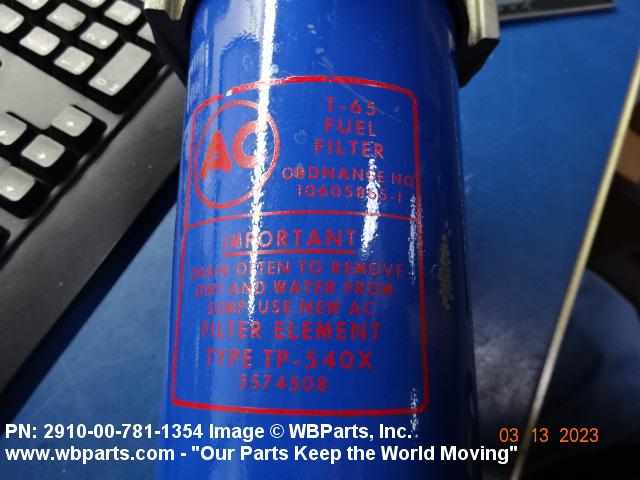 AC
T-65
FUEL
FILTER
ORDNANCE NO
10605865-1
IMPORTANT
DRAIN OFTEN TO REMOVE
DIRT AND WATER FROM
SUMP. USE NEW AC
FILTER ELEMENT
TYPE TP-540X
5574508
PN: 2910-00-781-1354 Image © WBParts, Inc.
03 13 2023
www.wbparts.com - "Our Parts Keep the World Moving"